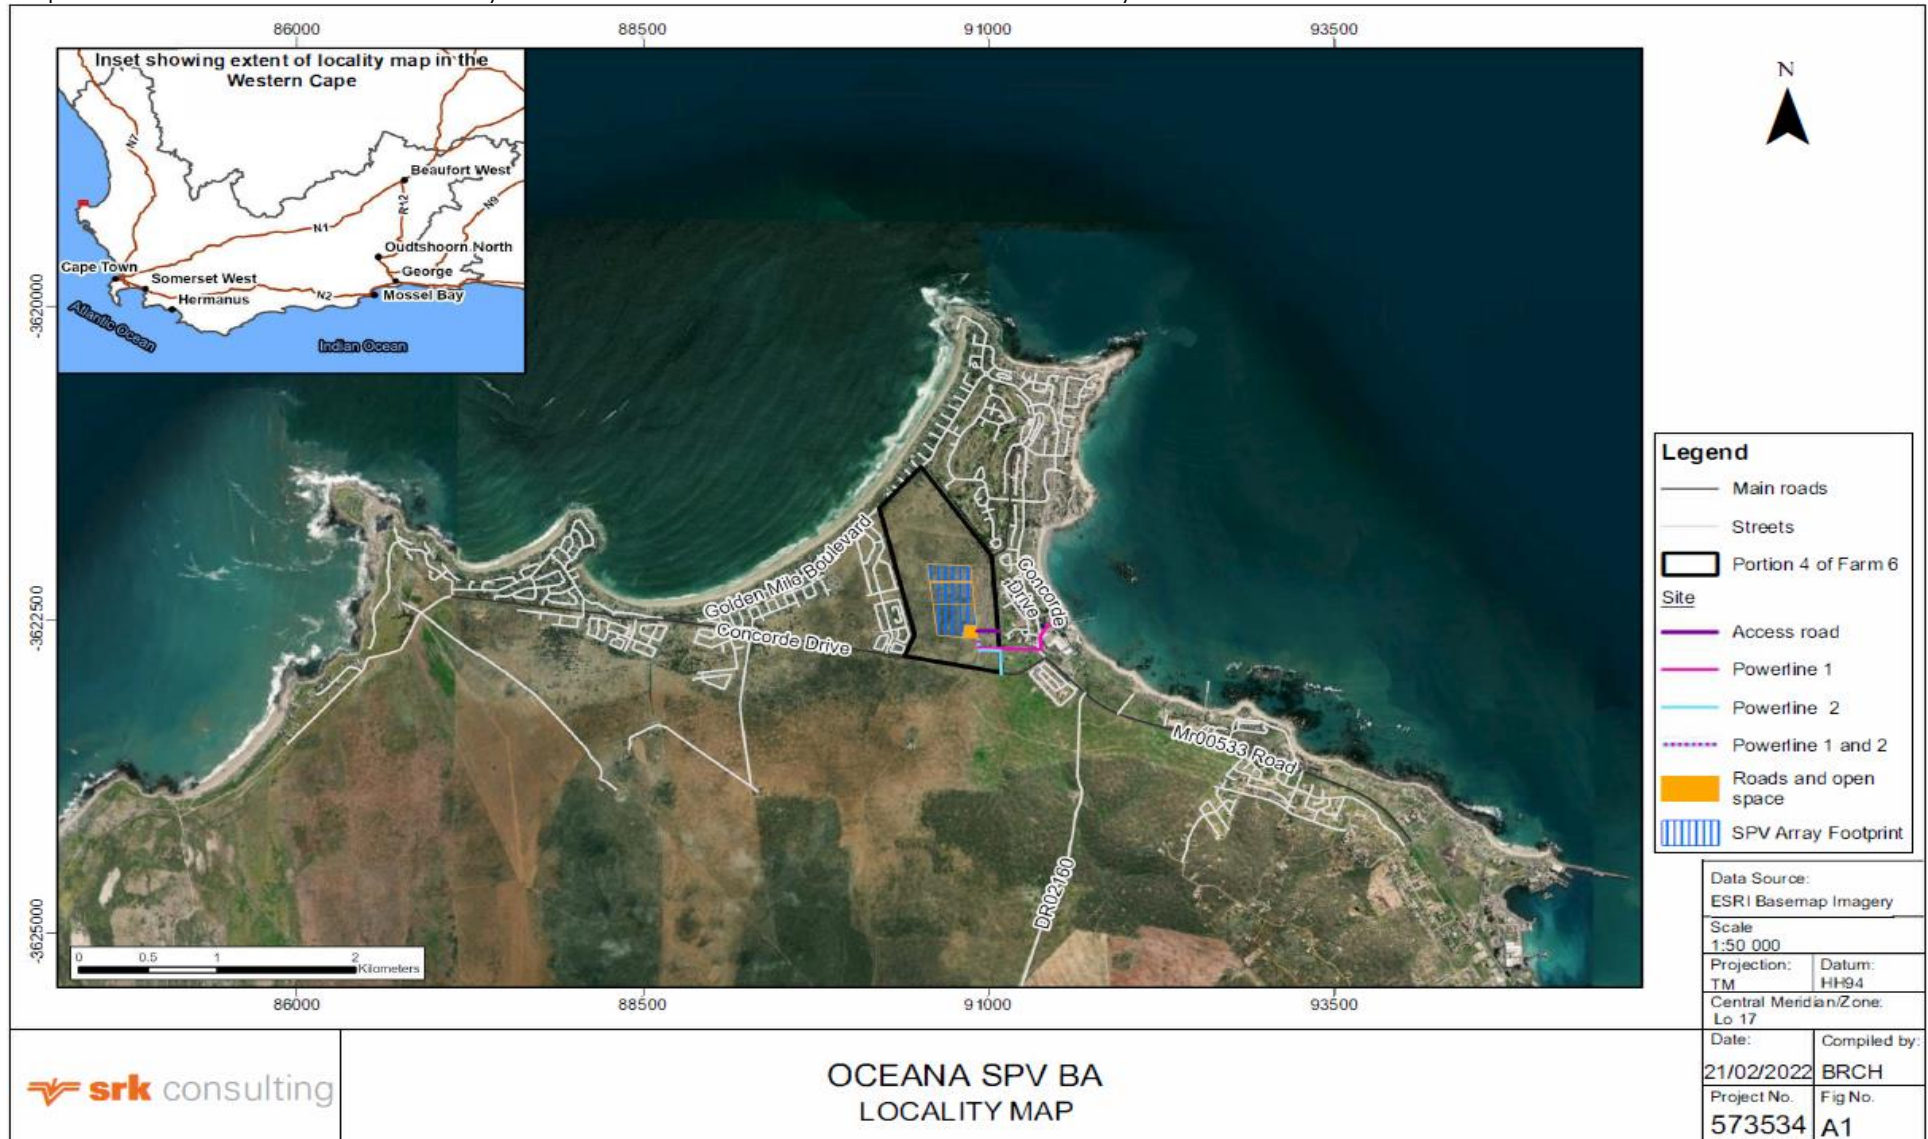 86000
88500
91000
93500
Inset showing extent of locality map in the
Western Cape
N7
Beaufort West
R12
N9
N1
Oudtshoorn North
Cape Town
George
Somerset West
N2
Mossel Bay
Hermanus
Atlantic Ocean
Indian Ocean
N
-3620000
-3622500
-3625000
Golden Mile Boulevard
Concorde Drive
Concorde
Drive
Mr00533 Road
DR02160
0 0.5 1 2
Kilometers
86000
88500
91000
93500
Legend
Main roads
Streets
Portion 4 of Farm 6
Site
Access road
Powerline 1
Powerline 2
Powerline 1 and 2
Roads and open
space
SPV Array Footprint
Data Source:
ESRI Basemap Imagery
Scale
1:50 000
Projection:
TM
Datum:
HH94
Central Meridian/Zone:
Lo 17
Date:
21/02/2022
Compiled by:
BRCH
Project No.
573534
Fig No.
A1
srk consulting
OCEANA SPV BA
LOCALITY MAP